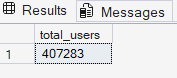 Results Messages
total_users
1 407283